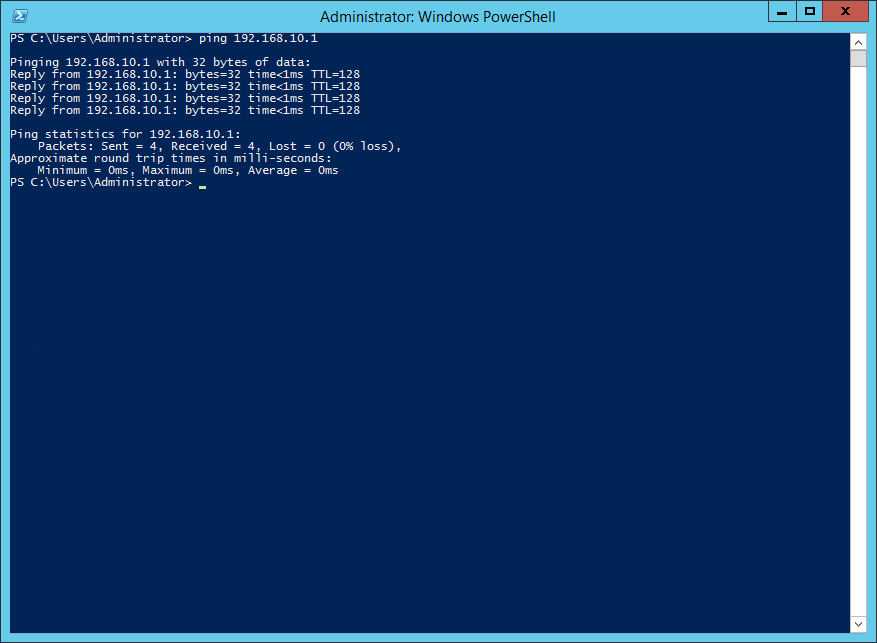 Administrator: Windows PowerShell
PS C:\Users\Administrator> ping 192.168.10.1
Pinging 192.168.10.1 with 32 bytes of data:
Reply from 192.168.10.1: bytes=32 time<1ms TTL=128
Reply from 192.168.10.1: bytes=32 time<1ms TTL=128
Reply from 192.168.10.1: bytes=32 time<1ms TTL=128
Reply from 192.168.10.1: bytes=32 time<1ms TTL=128
Ping statistics for 192.168.10.1:
    Packets: Sent = 4, Received = 4, Lost = 0 (0% loss),
Approximate round trip times in milli-seconds:
    Minimum = 0ms, Maximum = 0ms, Average = 0ms
PS C:\Users\Administrator> _